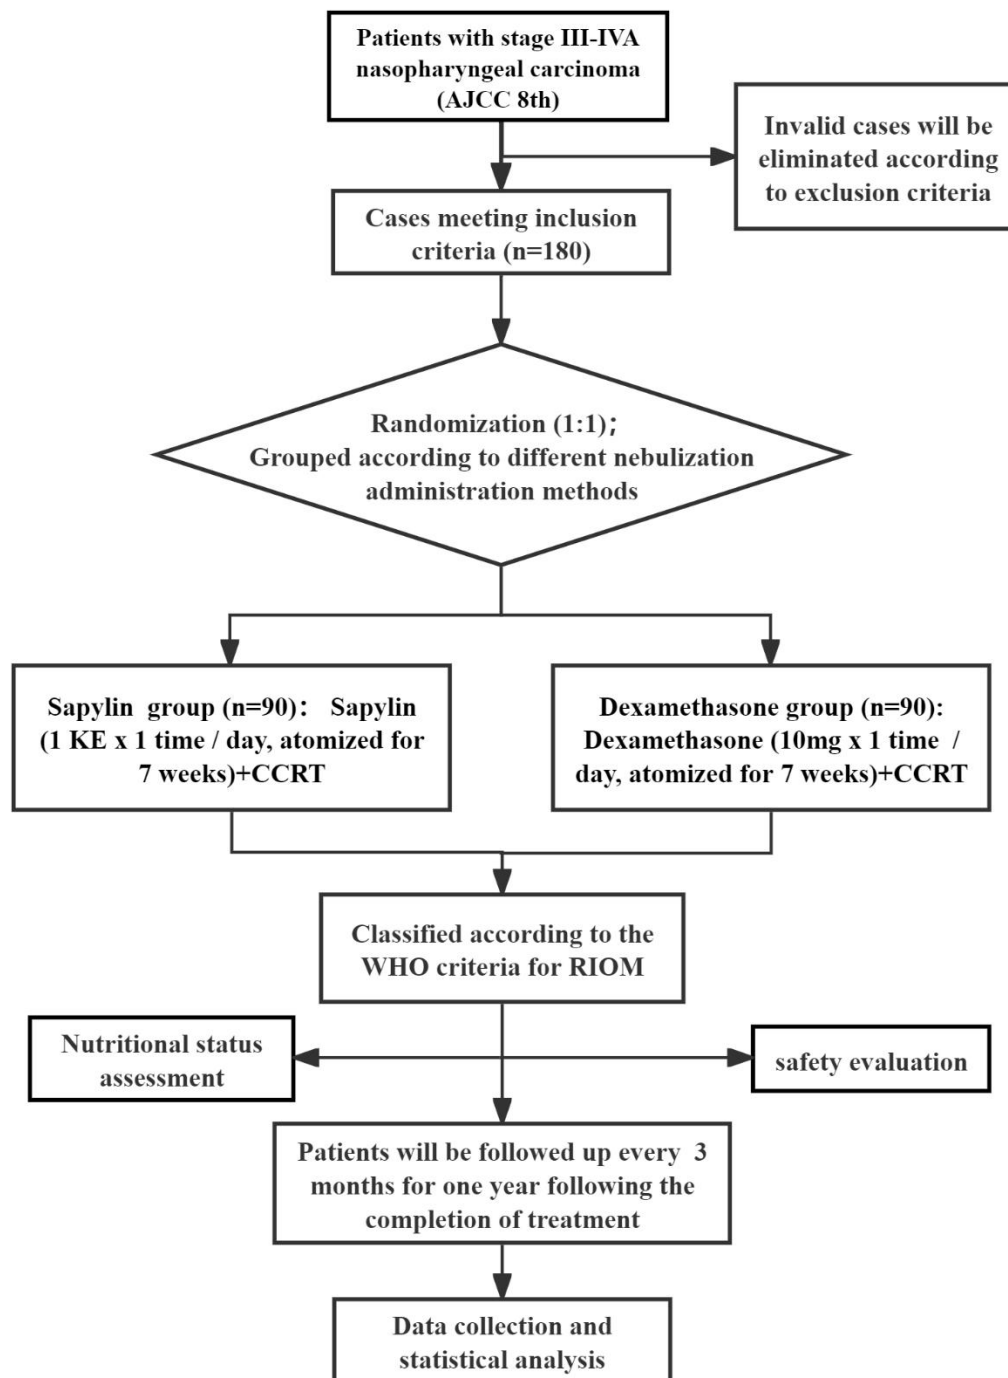 Patients with stage III-IVA
nasopharyngeal carcinoma
(AJCC 8th)
Invalid cases will be
eliminated according
to exclusion criteria
Cases meeting inclusion
criteria (n=180)
Randomization (1:1);
Grouped according to different nebulization
administration methods
Sapylin group (n=90): Sapylin
(1 KE x 1 time / day, atomized for
7 weeks)+CCRT
Dexamethasone group (n=90):
Dexamethasone (10mg x 1 time /
day, atomized for 7 weeks)+CCRT
Classified according to the
WHO criteria for RIOM
Nutritional status
assessment
safety evaluation
Patients will be followed up every 3
months for one year following the
completion of treatment
Data collection and
statistical analysis